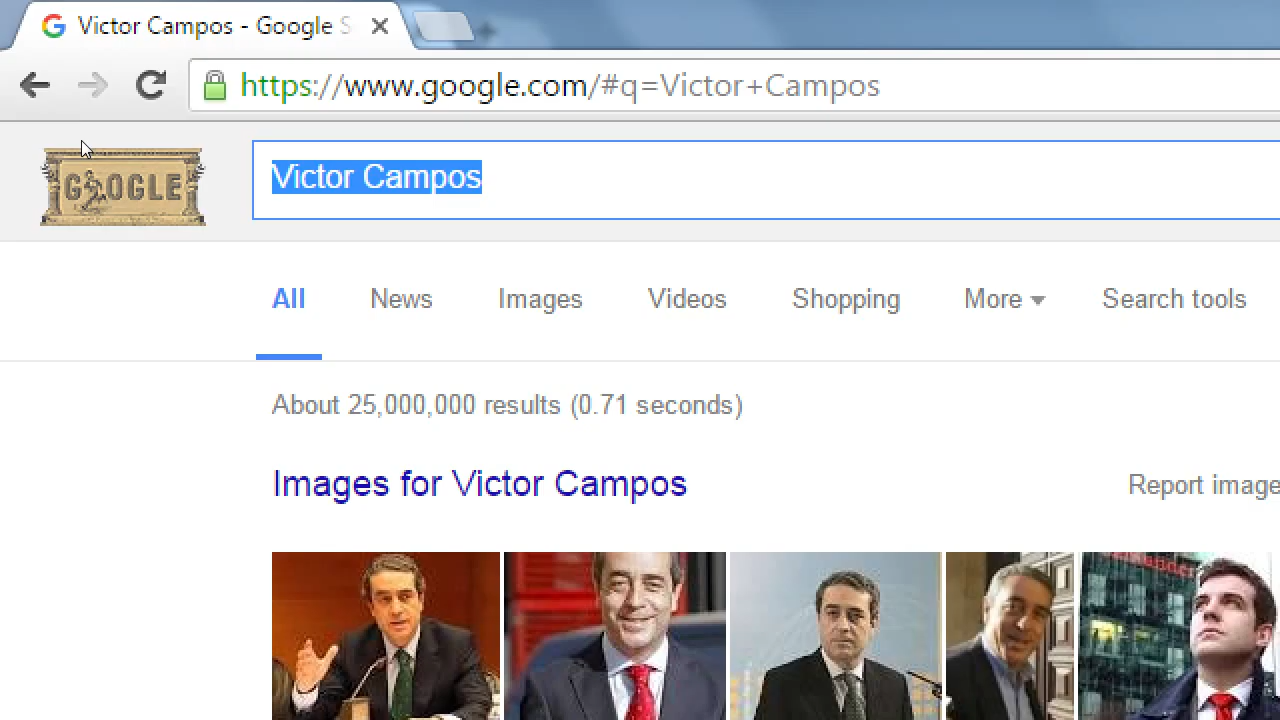 Victor Campos - Google S
https://www.google.com/#q=Victor+Campos
GOOGLE
Victor Campos
All News Images Videos Shopping More Search tools
About 25,000,000 results (0.71 seconds)
Images for Victor Campos
Report image